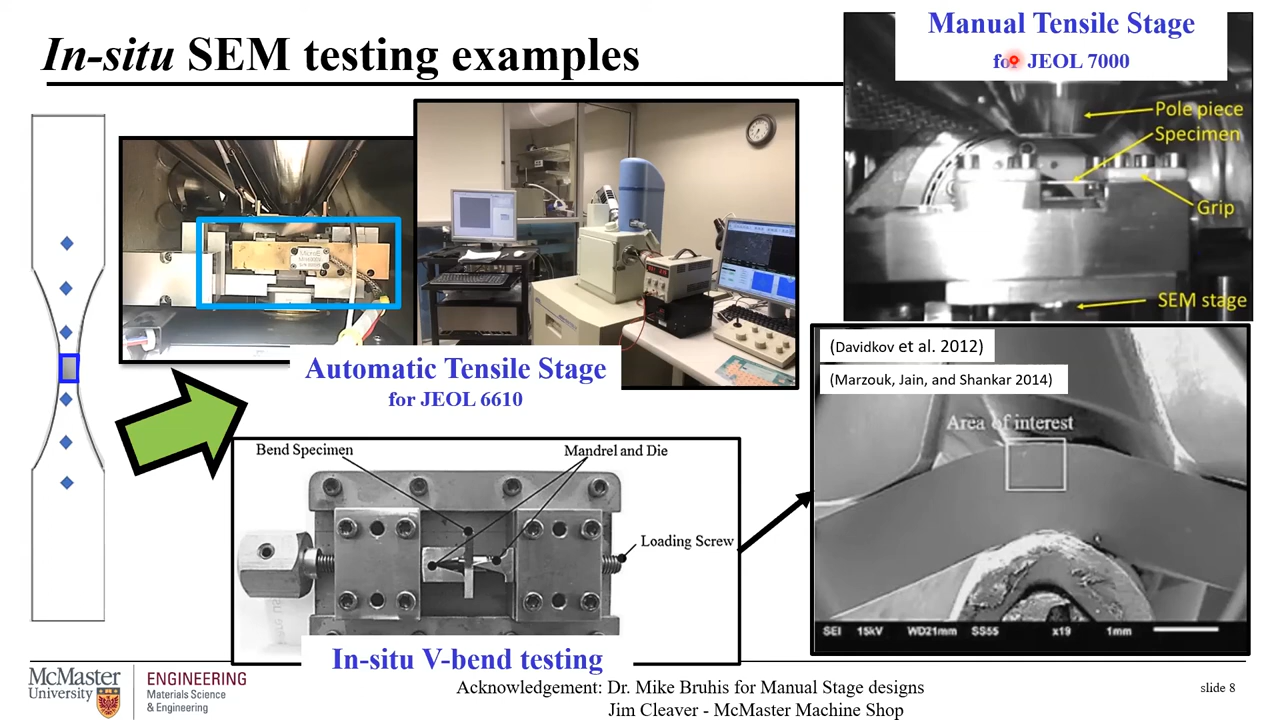 In-situ SEM testing examples
Manual Tensile Stage
for JEOL 7000
Pole piece
Specimen
Grip
SEM stage
Automatic Tensile Stage
for JEOL 6610
(Davidkov et al. 2012)
(Marzouk, Jain, and Shankar 2014)
Area of interest
SEI 15kV WD21mm SS55 x19 1mm
Bend Specimen
Mandrel and Die
Loading Screw
In-situ V-bend testing
McMaster
University
ENGINEERING
Materials Science
& Engineering
Acknowledgement: Dr. Mike Bruhis for Manual Stage designs
Jim Cleaver - McMaster Machine Shop
slide 8